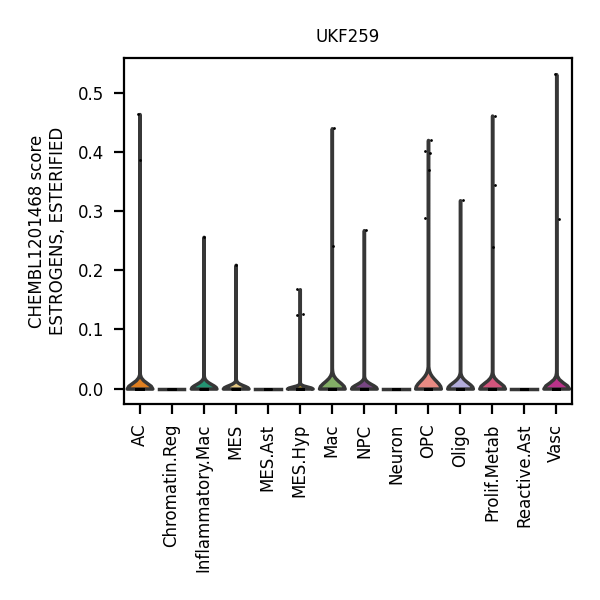 UKF259
CHEMBL1201468 score
ESTROGENS, ESTERIFIED
0.5
0.4
0.3
0.2
0.1
0.0
AC
Chromatin.Reg
Inflammatory.Mac
MES
MES.Ast
MES.Hyp
Mac
NPC
Neuron
OPC
Oligo
Prolif.Metab
Reactive.Ast
Vasc